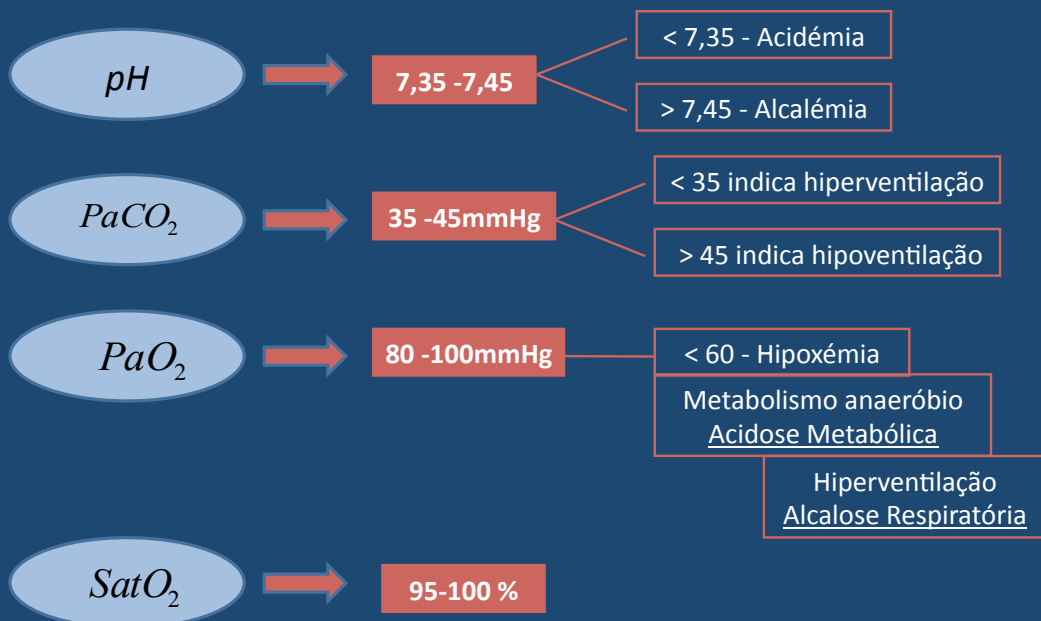 pH
7,35 -7,45
< 7,35 - Acidémia
> 7,45 - Alcalémia
PaCO₂
35 -45mmHg
< 35 indica hiperventilação
> 45 indica hipoventilação
PaO₂
80 -100mmHg
< 60 - Hipoxémia
Metabolismo anaeróbio
Acidose Metabólica
Hiperventilação
Alcalose Respiratória
SatO₂
95-100 %